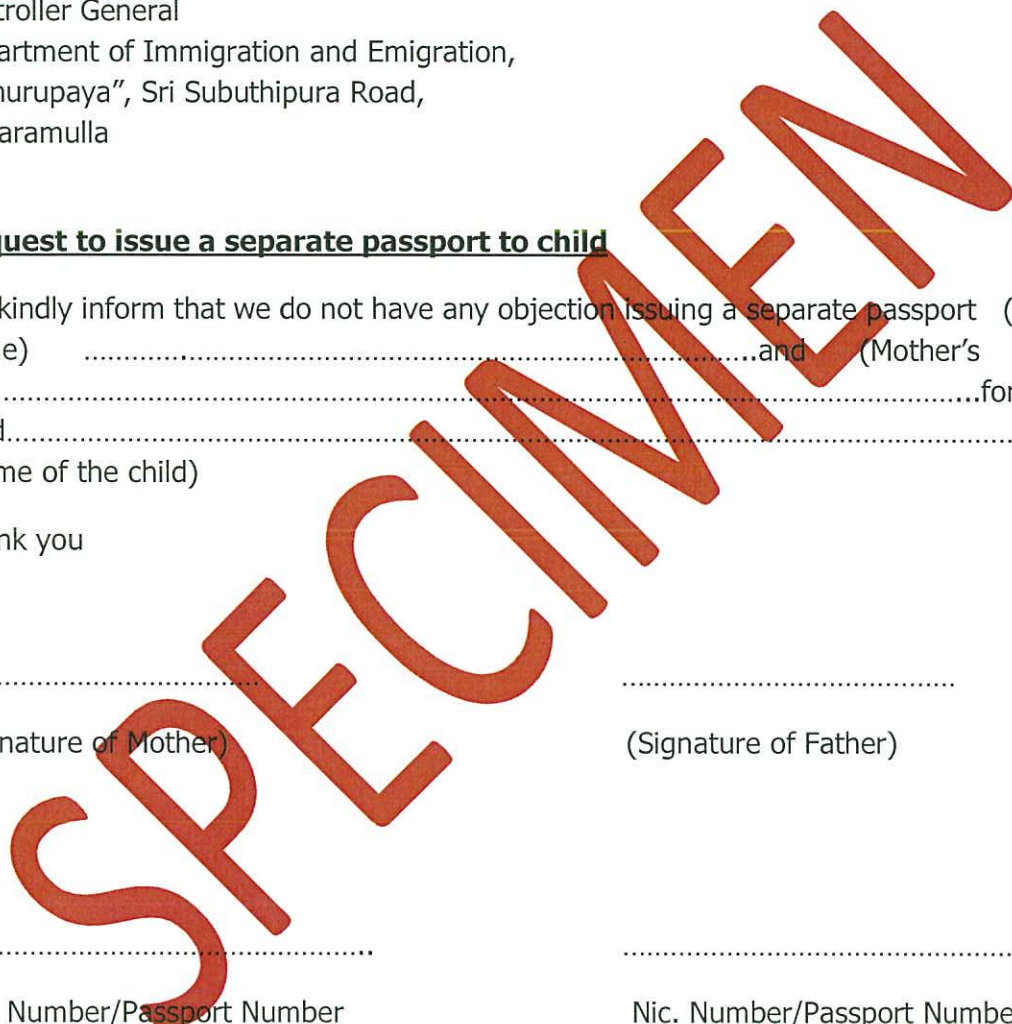 troller General
artment of Immigration and Emigration,
hurupaya”, Sri Subuthipura Road,
aramulla
quest to issue a separate passport to child
kindly inform that we do not have any objection issuing a separate passport (
e) ........................................................................and (Mother’s
........................................................................for
d........................................................................
me of the child)
nk you
(Signature of Father)
nature of Mother)
Number/Passport Number
Nic. Number/Passport Numbe
SPECIMEN